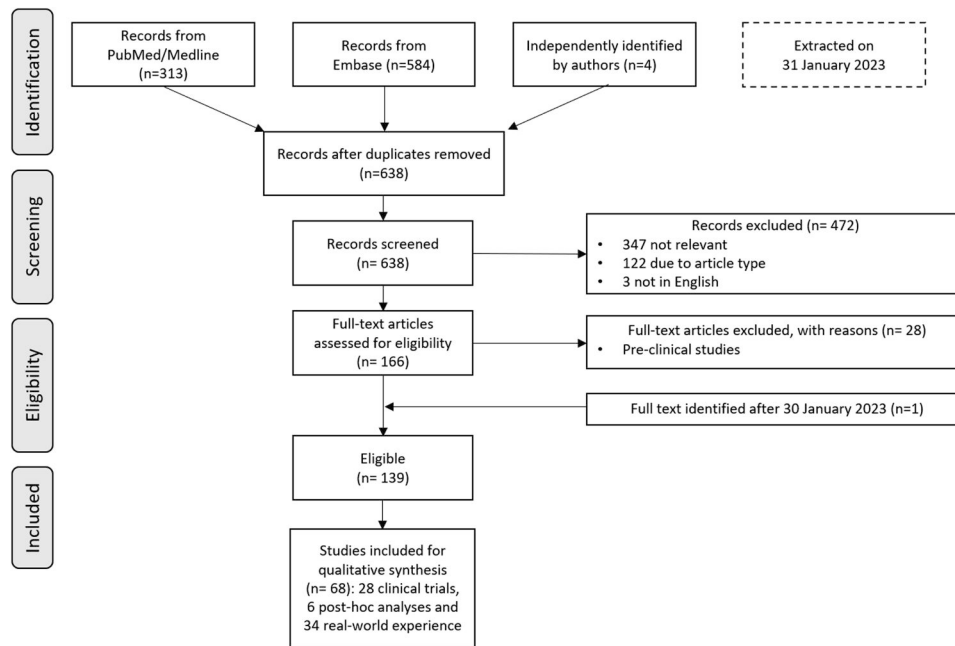 Identification
Records from
PubMed/Medline
(n=313)
Records from
Embase (n=584)
Independently identified
by authors (n=4)
Extracted on
31 January 2023
Records after duplicates removed
(n=638)
Screening
Records screened
(n= 638)
Records excluded (n= 472)
• 347 not relevant
• 122 due to article type
• 3 not in English
Eligibility
Full-text articles
assessed for eligibility
(n= 166)
Full-text articles excluded, with reasons (n= 28)
• Pre-clinical studies
Full text identified after 30 January 2023 (n=1)
Eligible
(n= 139)
Included
Studies included for
qualitative synthesis
(n= 68): 28 clinical trials,
6 post-hoc analyses and
34 real-world experience